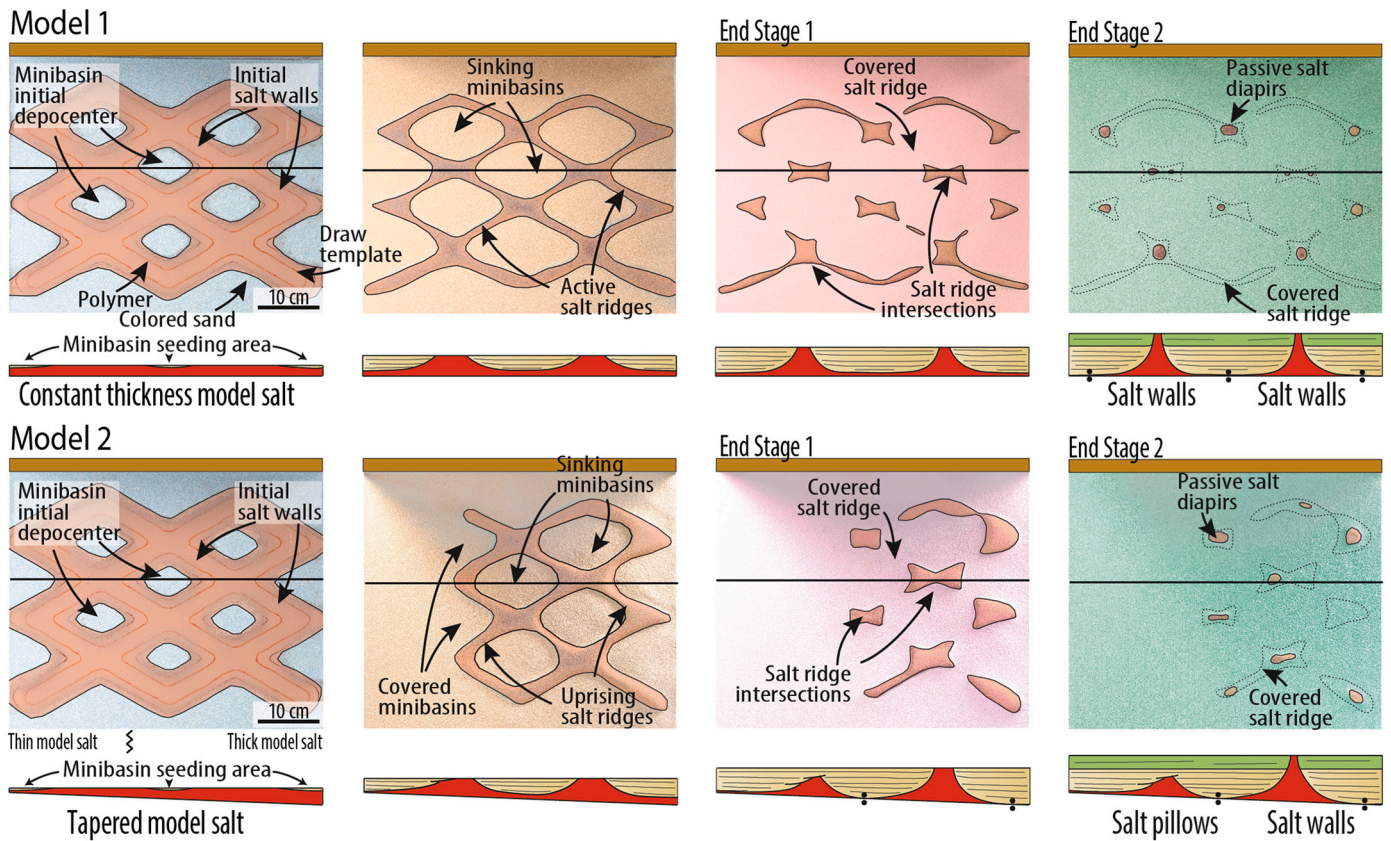 Model 1
Minibasin
initial
depocenter
Initial
salt walls
Draw
template
Polymer
Colored sand
10 cm
Minibasin seeding area
Constant thickness model salt
Sinking
minibasins
Active
salt ridges
End Stage 1
Covered
salt ridge
Salt ridge
intersections
End Stage 2
Passive salt
diapirs
Covered
salt ridge
Salt walls
Salt walls
Model 2
Minibasin
initial
depocenter
Initial
salt walls
10 cm
Thin model salt
Thick model salt
Minibasin seeding area
Tapered model salt
Sinking
minibasins
Covered
minibasins
Uprising
salt ridges
End Stage 1
Covered
salt ridge
Salt ridge
intersections
End Stage 2
Passive salt
diapirs
Covered
salt ridge
Salt pillows
Salt walls